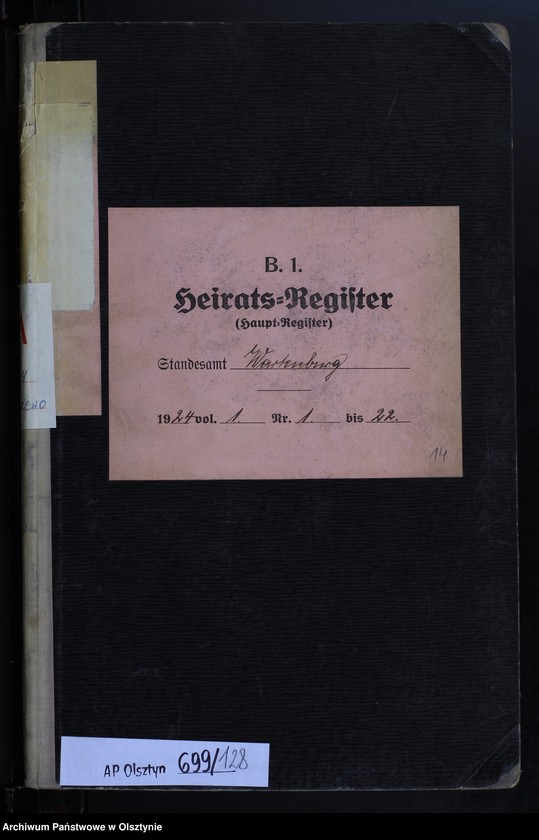 B. 1.
Heirats=Register
(Haupt-Register)
Standesamt Wartenburg
1924 vol. 1. Nr. 1. bis 22.
14
AP Olsztyn 699/128
Archiwum Państwowe w Olsztynie